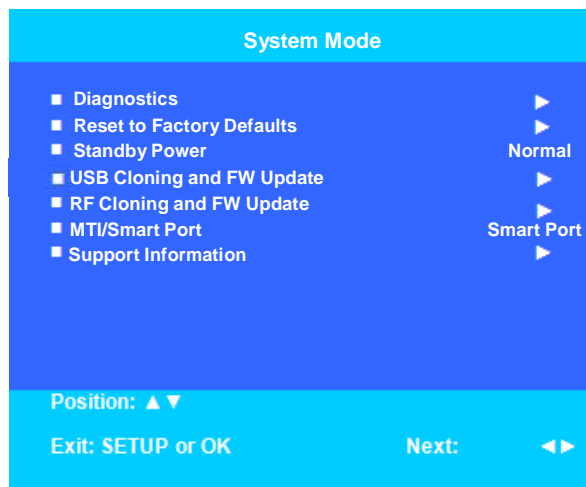 System Mode
■ Diagnostics ▶
■ Reset to Factory Defaults ▶
■ Standby Power Normal
■ USB Cloning and FW Update ▶
■ RF Cloning and FW Update ▶
■ MTI/Smart Port Smart Port
■ Support Information ▶
Position: ▲▼
Exit: SETUP or OK Next: ◀▶